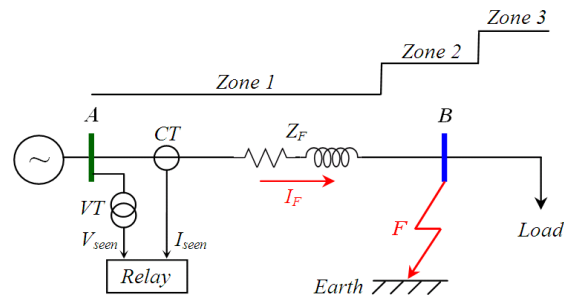 Zone 3
Zone 2
Zone 1
A
CT
Z_F
B
I_F
VT
V_seen
I_seen
F
Load
Relay
Earth